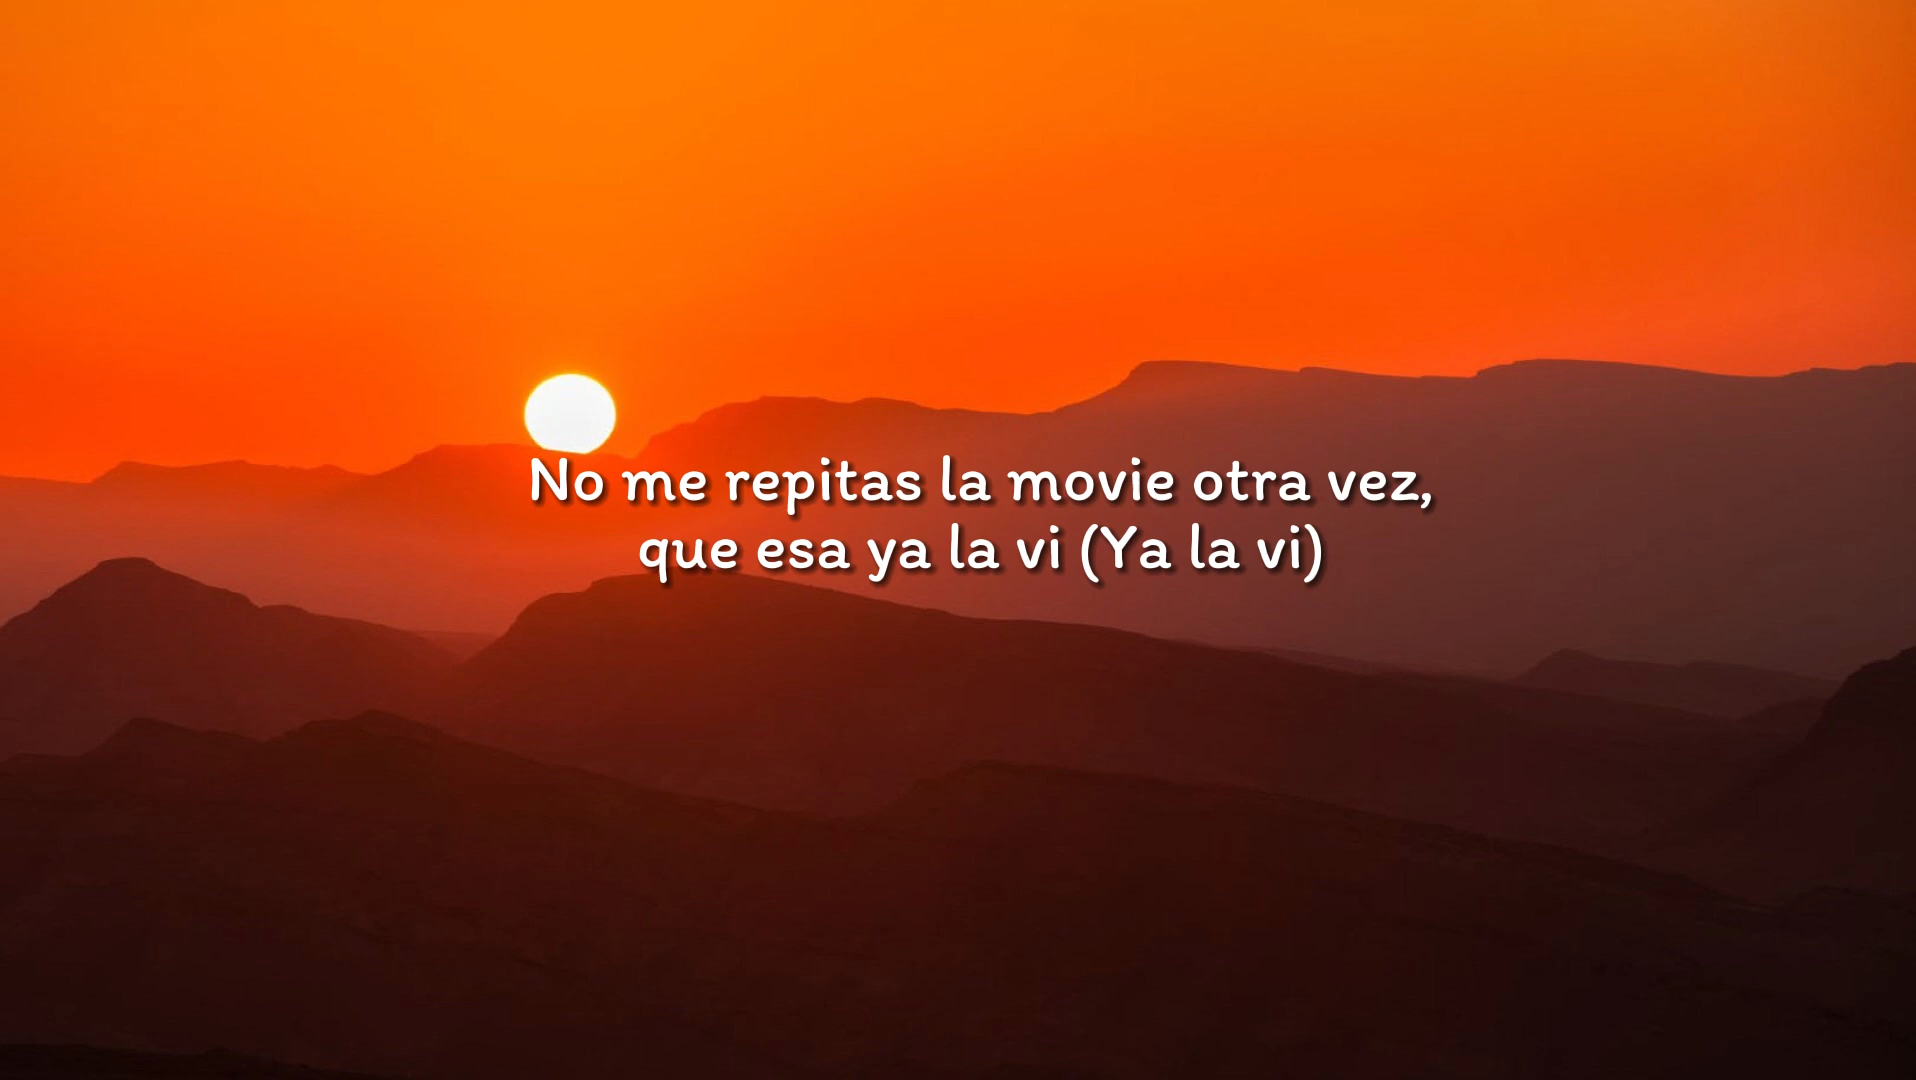 No me repitas la movie otra vez,
que esa ya la vi (Ya la vi)